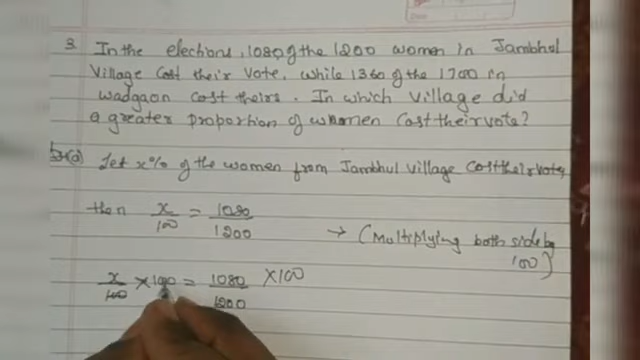 3. In the elections, 1080 of the 1200 women in Jambhul
Village Cast their Vote, while 1360 of the 1700 in
Wadgaon cast theirs. In which village did
a greater proportion of women cast their vote?
(a) Let x% of the women from Jambhul village cast their vote,
then x/100 = 1080/1200 → (Multiplying both side by 100)
x/100 × 100 = 1080/1200 × 100